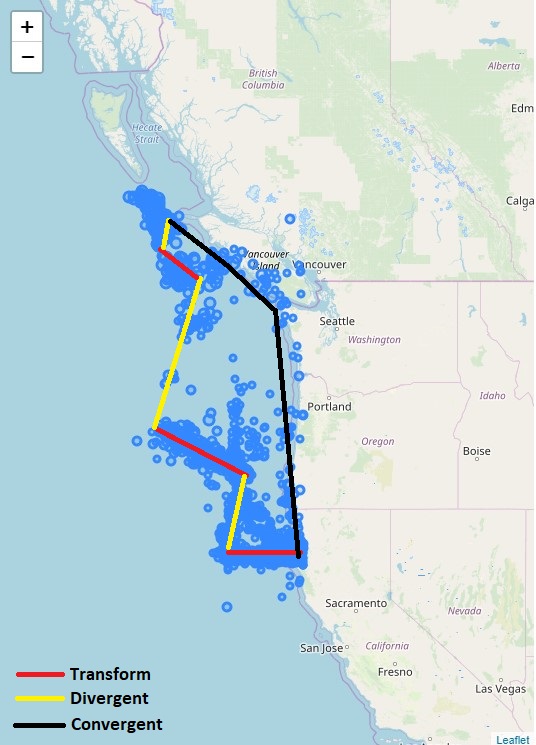 +
−
British
Columbia
Alberta
Edm
Hecate
Strait
Calga
Vancouver
Island
Vancouver
Seattle
Washington
Portland
Idaho
Oregon
Boise
Sacramento
Nevada
San Jose
California
Fresno
Las Vegas
Transform
Divergent
Convergent
Leaflet